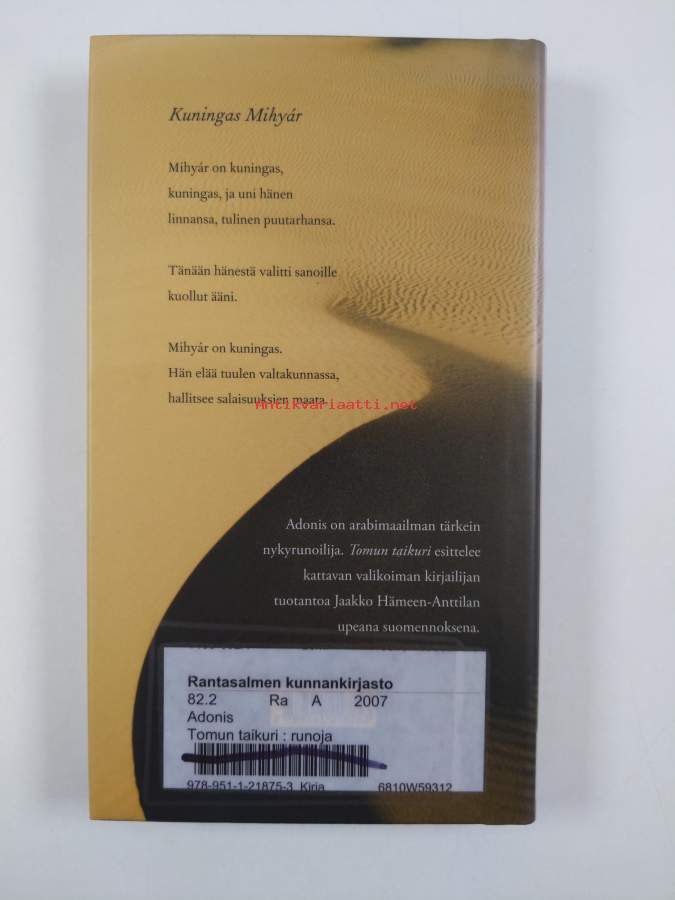 Kuningas Mihyár
Mihyár on kuningas,
kuningas, ja uni hänen
linnansa, tulinen puutarhansa.
Tänään hänestä valitti sanoille
kuollut ääni.
Mihyár on kuningas.
Hän elää tuulen valtakunnassa,
hallitsee salaisuuksien maata.
Antikvariaatti.net
Adonis on arabimaailman tärkein
nykyrunoilija. Tomun taikuri esittelee
kattavan valikoiman kirjailijan
tuotantoa Jaakko Hämeen-Anttilan
upeana suomennoksena.
Rantasalmen kunnankirjasto
82.2 Ra A 2007
Adonis
Tomun taikuri : runoja
978-951-1-21875-3 Kirja 6810W59312